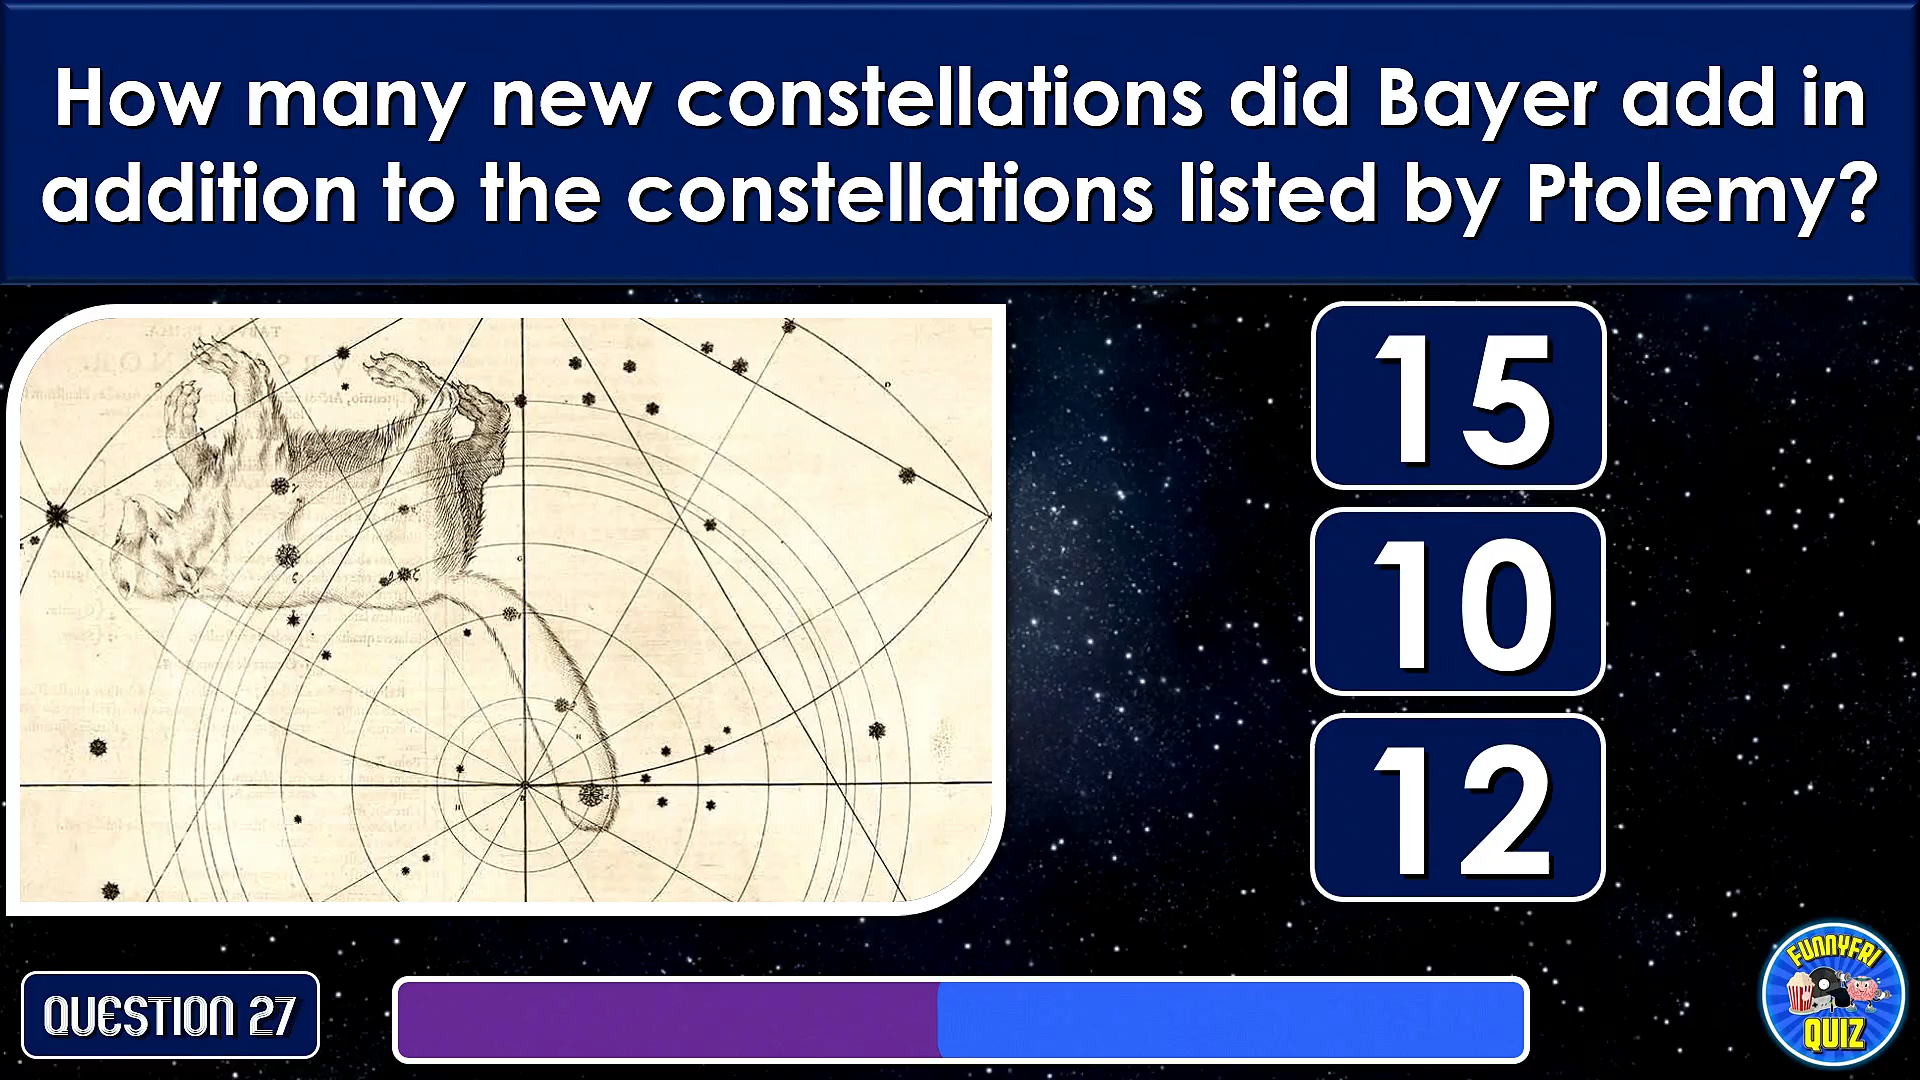 How many new constellations did Bayer add in
addition to the constellations listed by Ptolemy?
15
10
12
QUESTION 27
FUNNYFRI
QUIZ